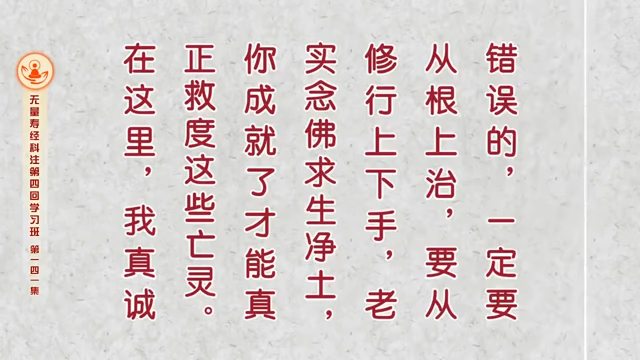 错误的，一定要
从根上治，要从
修行上下手，老
实念佛求生净土，
你成就了才能真
正救度这些亡灵。
在这里，我真诚
无量寿经科注第四回学习班 第一四一集